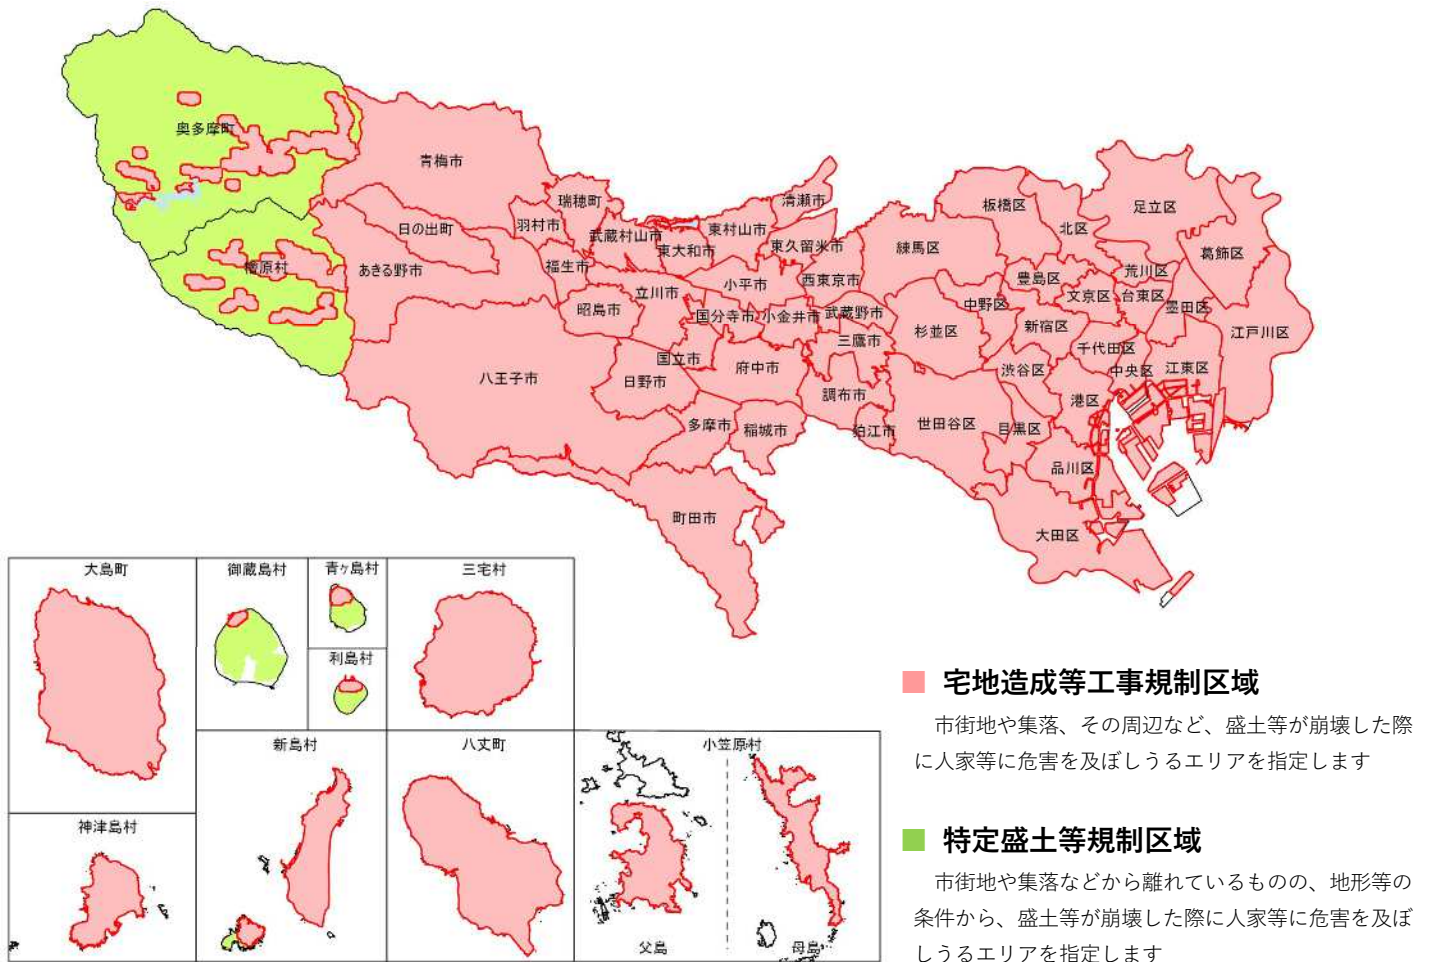 奥多摩町
青梅市
瑞穂町
清瀬市
板橋区
足立区
北区
日の出町
羽村市
武蔵村山市
東大和市
東村山市
東久留米市
練馬区
葛飾区
檜原村
あきる野市
福生市
立川市
小平市
西東京市
豊島区
荒川区
文京区
台東区
墨田区
昭島市
国分寺市
小金井市
武蔵野市
中野区
杉並区
新宿区
江戸川区
三鷹市
千代田区
八王子市
日野市
国立市
府中市
渋谷区
中央区
江東区
調布市
港区
多摩市
稲城市
狛江市
世田谷区
目黒区
品川区
町田市
大田区
大島町
御蔵島村
青ヶ島村
三宅村
利島村
新島村
八丈町
小笠原村
神津島村
父島
母島
宅地造成等工事規制区域
市街地や集落、その周辺など、盛土等が崩壊した際
に人家等に危害を及ぼしうるエリアを指定します
特定盛土等規制区域
市街地や集落などから離れているものの、地形等の
条件から、盛土等が崩壊した際に人家等に危害を及ぼ
しうるエリアを指定します